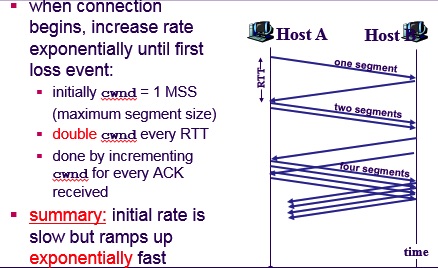 when connection
begins, increase rate
exponentially until first
loss event:
initially cwnd = 1 MSS
(maximum segment size)
double cwnd every RTT
done by incrementing
cwnd for every ACK
received
summary: initial rate is
slow but ramps up
exponentially fast
Host A
Host
RTT
one segment
two segments
four segments
time